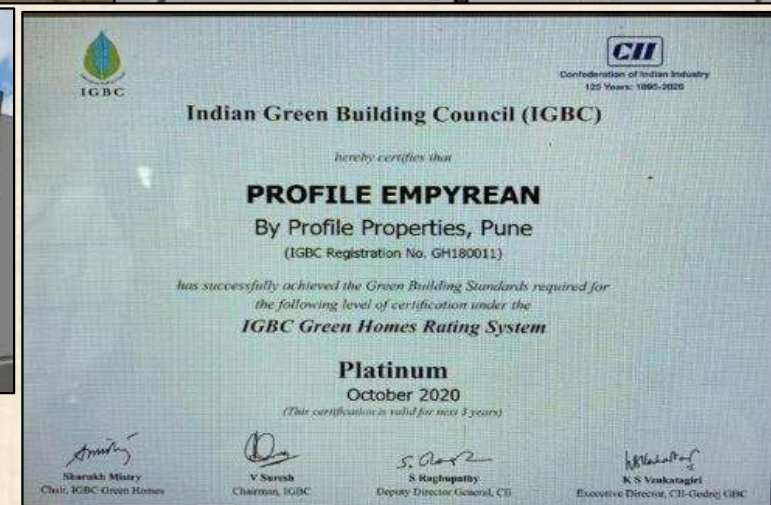 IGBC
CII
Confederation of Indian Industry
125 Years: 1895-2020
Indian Green Building Council (IGBC)
hereby certifies that
PROFILE EMPYREAN
By Profile Properties, Pune
(IGBC Registration No. GH180011)
has successfully achieved the Green Building Standards required for
the following level of certification under the
IGBC Green Homes Rating System
Platinum
October 2020
(This certification is valid for next 3 years)
Sharukh Mistry
Chair, IGBC Green Homes
V Suresh
Chairman, IGBC
S Raghupathy
Deputy Director General, CII
K S Venkatagiri
Executive Director, CII-Godrej GBC